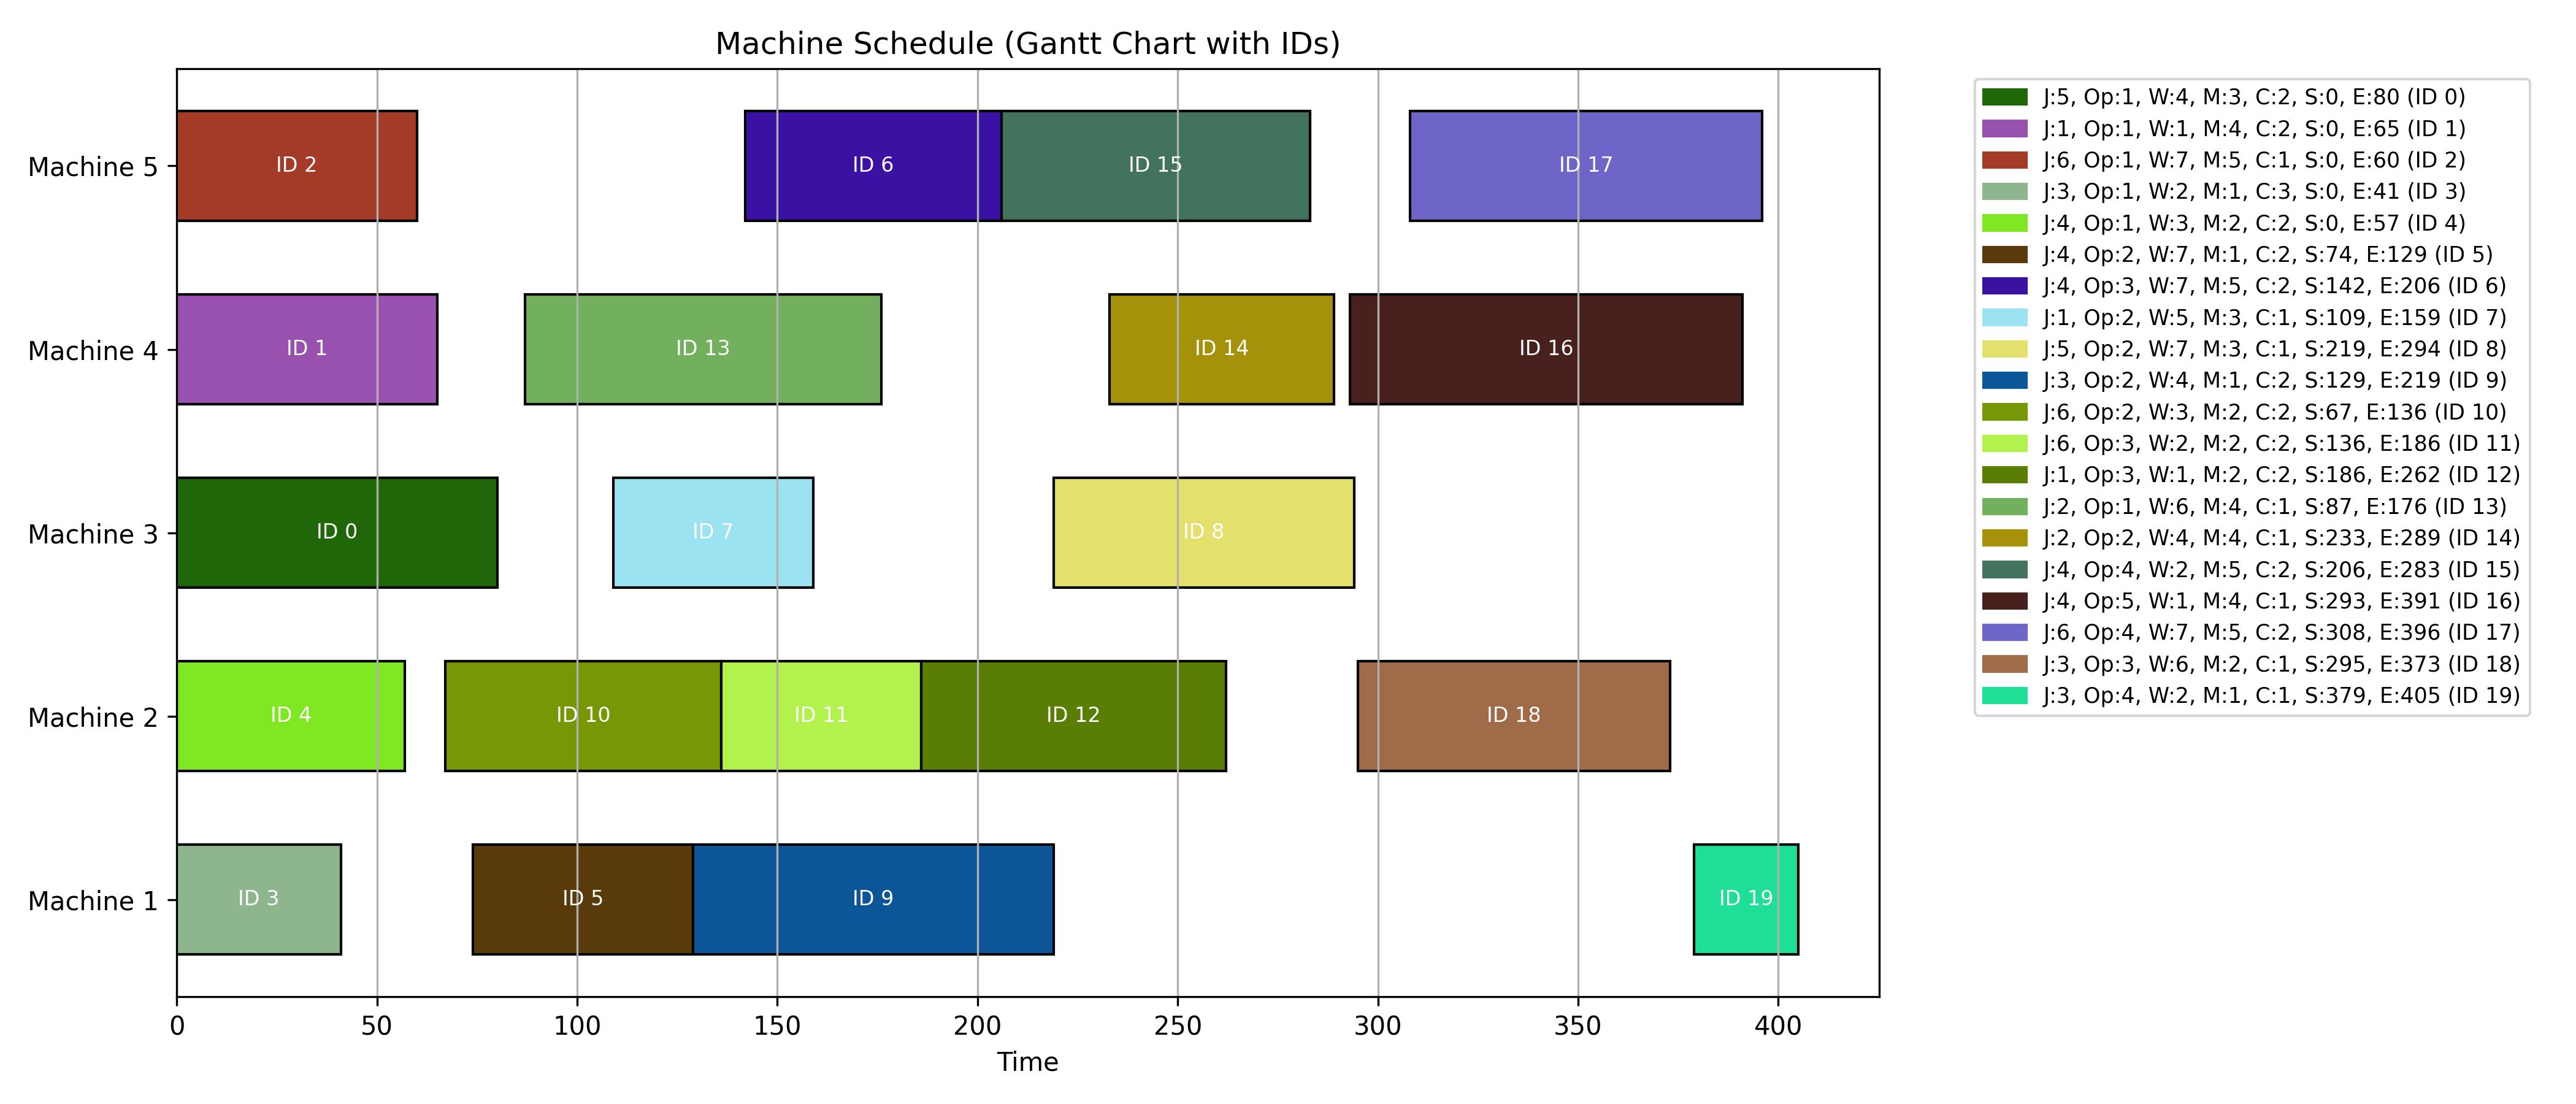 Machine Schedule (Gantt Chart with IDs)
Machine 5
ID 2
ID 6
ID 15
ID 17
Machine 4
ID 1
ID 13
ID 14
ID 16
Machine 3
ID 0
ID 7
ID 8
Machine 2
ID 4
ID 10
ID 11
ID 12
ID 18
Machine 1
ID 3
ID 5
ID 9
ID 19
0 50 100 150 200 250 300 350 400
Time
J:5, Op:1, W:4, M:3, C:2, S:0, E:80 (ID 0)
J:1, Op:1, W:1, M:4, C:2, S:0, E:65 (ID 1)
J:6, Op:1, W:7, M:5, C:1, S:0, E:60 (ID 2)
J:3, Op:1, W:2, M:1, C:3, S:0, E:41 (ID 3)
J:4, Op:1, W:3, M:2, C:2, S:0, E:57 (ID 4)
J:4, Op:2, W:7, M:1, C:2, S:74, E:129 (ID 5)
J:4, Op:3, W:7, M:5, C:2, S:142, E:206 (ID 6)
J:1, Op:2, W:5, M:3, C:1, S:109, E:159 (ID 7)
J:5, Op:2, W:7, M:3, C:1, S:219, E:294 (ID 8)
J:3, Op:2, W:4, M:1, C:2, S:129, E:219 (ID 9)
J:6, Op:2, W:3, M:2, C:2, S:67, E:136 (ID 10)
J:6, Op:3, W:2, M:2, C:2, S:136, E:186 (ID 11)
J:1, Op:3, W:1, M:2, C:2, S:186, E:262 (ID 12)
J:2, Op:1, W:6, M:4, C:1, S:87, E:176 (ID 13)
J:2, Op:2, W:4, M:4, C:1, S:233, E:289 (ID 14)
J:4, Op:4, W:2, M:5, C:2, S:206, E:283 (ID 15)
J:4, Op:5, W:1, M:4, C:1, S:293, E:391 (ID 16)
J:6, Op:4, W:7, M:5, C:2, S:308, E:396 (ID 17)
J:3, Op:3, W:6, M:2, C:1, S:295, E:373 (ID 18)
J:3, Op:4, W:2, M:1, C:1, S:379, E:405 (ID 19)